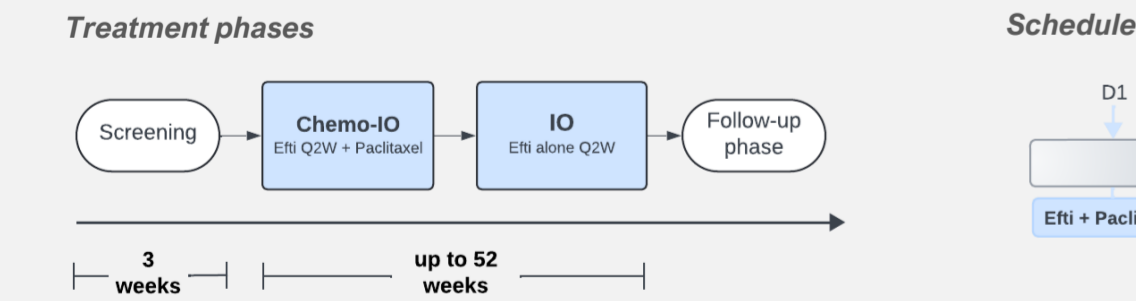 Treatment phases
Schedule
D1
Screening
Chemo-IO
Efti Q2W + Paclitaxel
IO
Efti alone Q2W
Follow-up
phase
Efti + Pacli
3
weeks
up to 52
weeks